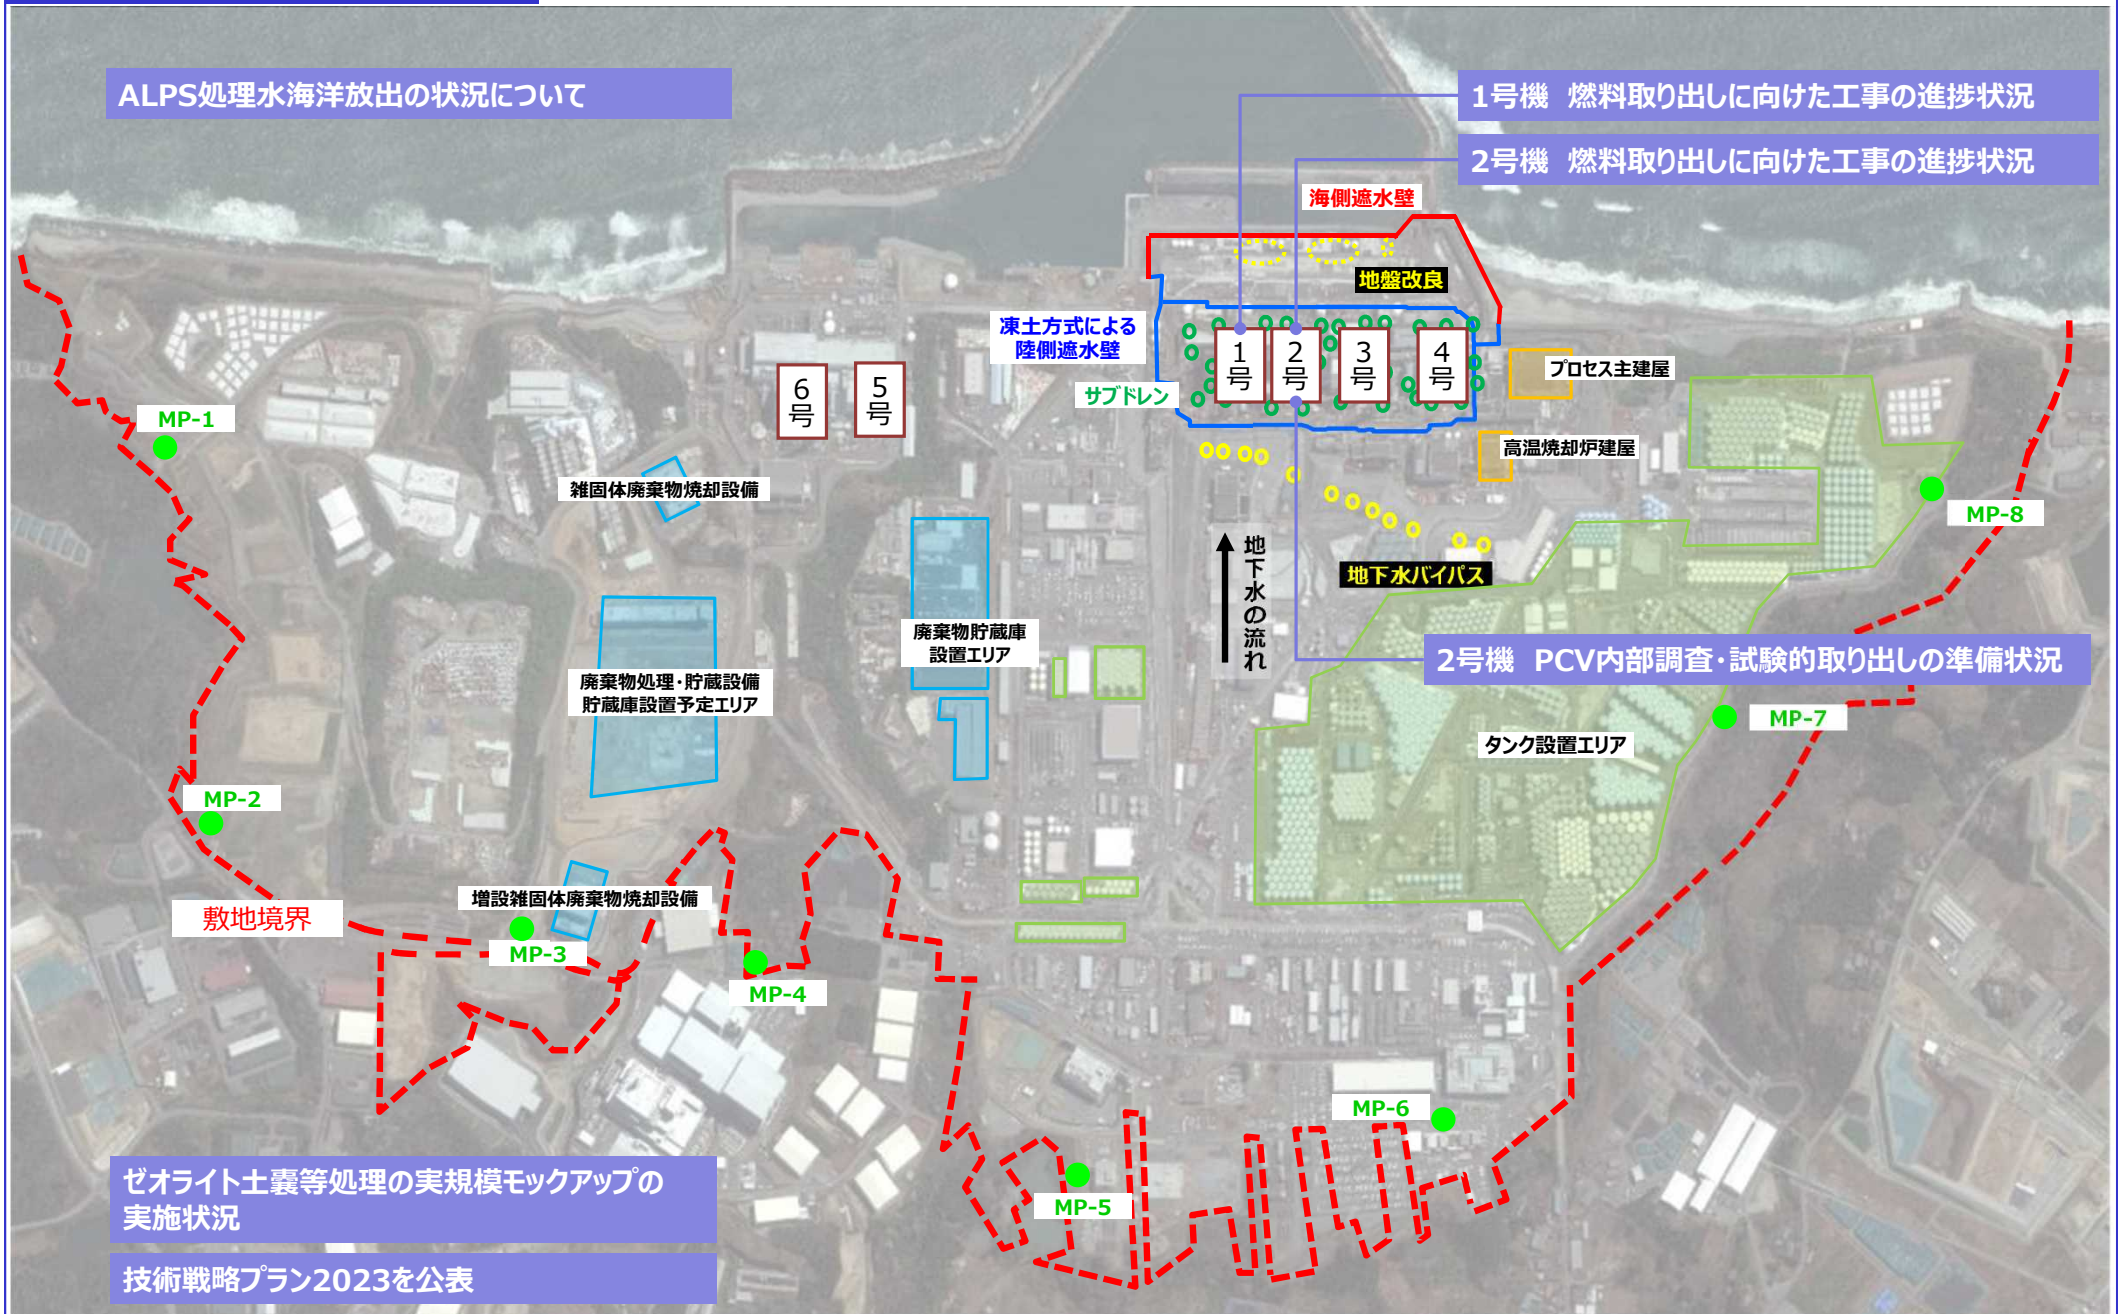 ALPS処理水海洋放出の状況について
1号機 燃料取り出しに向けた工事の進捗状況
2号機 燃料取り出しに向けた工事の進捗状況
海側遮水壁
地盤改良
凍土方式による
陸側遮水壁
サブドレン
1号
2号
3号
4号
5号
6号
プロセス主建屋
高温焼却炉建屋
MP-1
雑固体廃棄物焼却設備
MP-8
地下水の流れ
地下水バイパス
廃棄物貯蔵庫
設置エリア
廃棄物処理・貯蔵設備
貯蔵庫設置予定エリア
2号機 PCV内部調査・試験的取り出しの準備状況
MP-7
タンク設置エリア
MP-2
増設雑固体廃棄物焼却設備
敷地境界
MP-3
MP-4
MP-6
MP-5
ゼオライト土嚢等処理の実規模モックアップの
実施状況
技術戦略プラン2023を公表